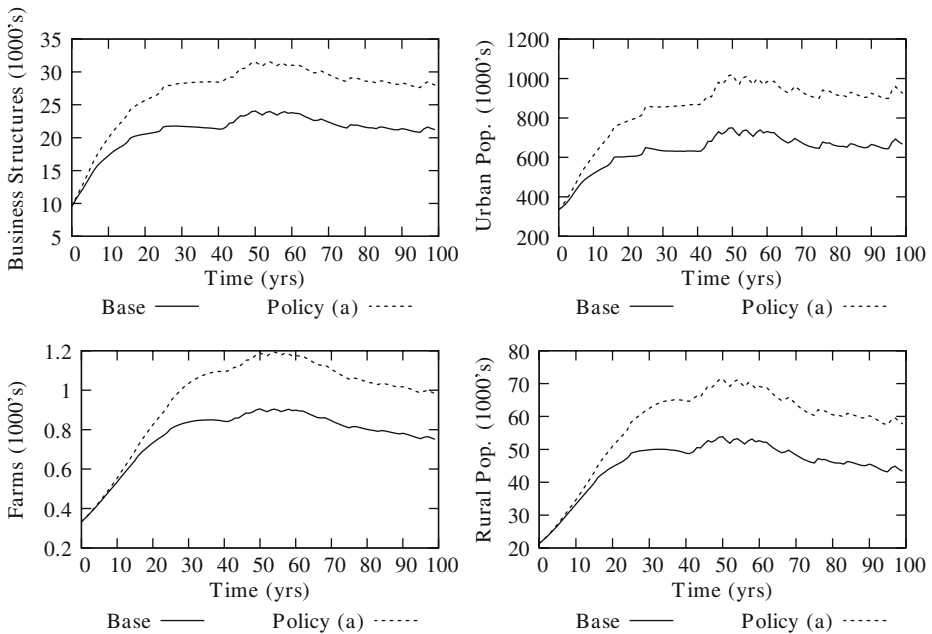 Business Structures (1000's)
35
30
25
20
15
10
5
0 10 20 30 40 50 60 70 80 90 100
Time (yrs)
Base Policy (a)
Urban Pop. (1000's)
1200
1000
800
600
400
200
0 10 20 30 40 50 60 70 80 90 100
Time (yrs)
Base Policy (a)
Farms (1000's)
1.2
1
0.8
0.6
0.4
0.2
0 10 20 30 40 50 60 70 80 90 100
Time (yrs)
Base Policy (a)
Rural Pop. (1000's)
80
70
60
50
40
30
20
0 10 20 30 40 50 60 70 80 90 100
Time (yrs)
Base Policy (a)